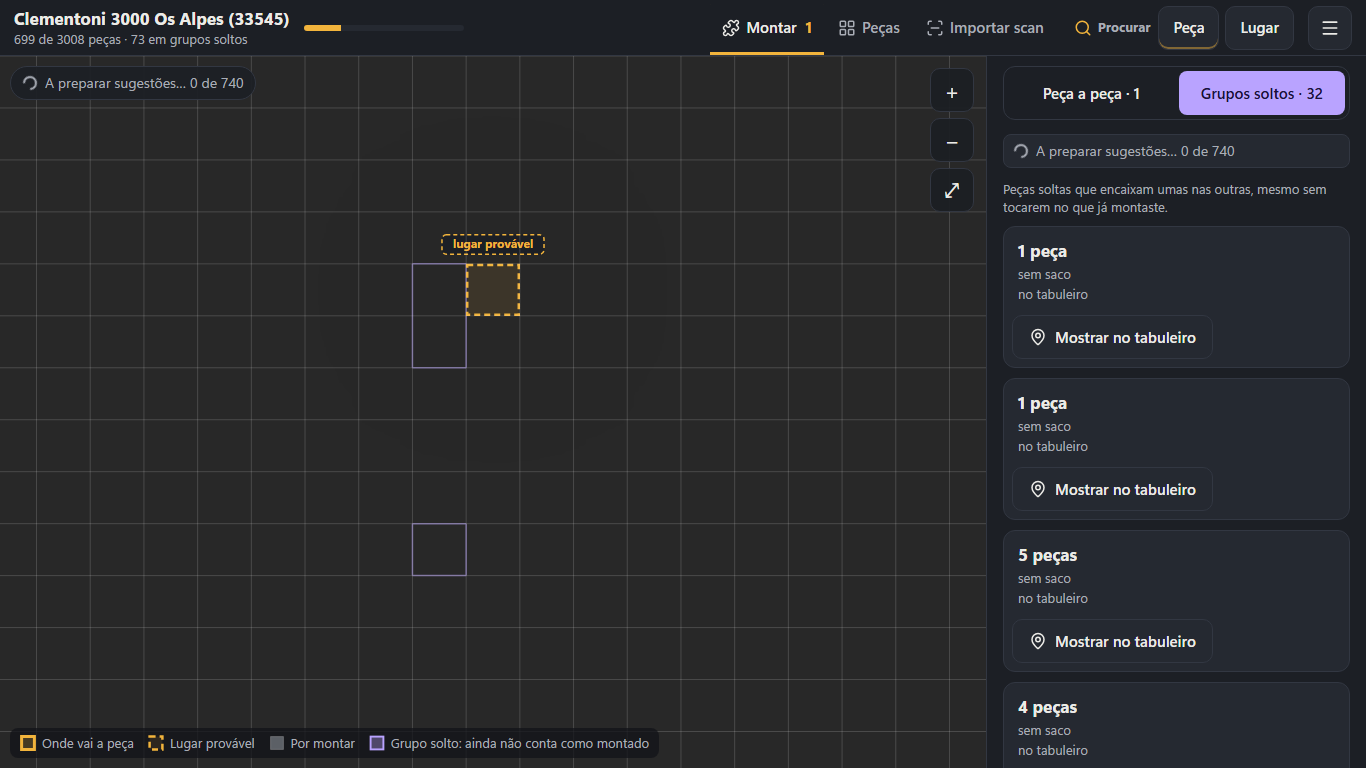 Clementoni 3000 Os Alpes (33545)
699 de 3008 peças · 73 em grupos soltos
Montar 1
Peças
Importar scan
Procurar
Peça
Lugar
A preparar sugestões... 0 de 740
lugar provável
Onde vai a peça
Lugar provável
Por montar
Grupo solto: ainda não conta como montado
Peça a peça · 1
Grupos soltos · 32
A preparar sugestões... 0 de 740
Peças soltas que encaixam umas nas outras, mesmo sem
tocarem no que já montaste.
1 peça
sem saco
no tabuleiro
Mostrar no tabuleiro
1 peça
sem saco
no tabuleiro
Mostrar no tabuleiro
5 peças
sem saco
no tabuleiro
Mostrar no tabuleiro
4 peças
sem saco
no tabuleiro